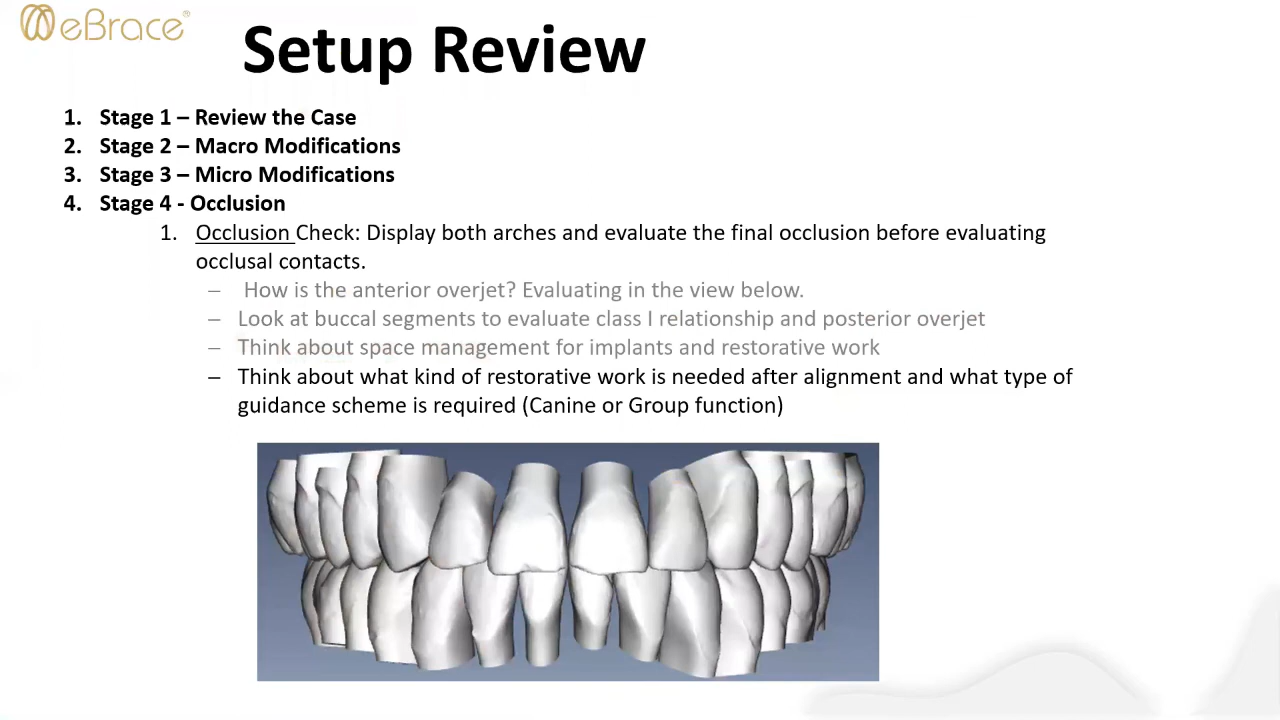 eBrace®
Setup Review
1. Stage 1 – Review the Case
2. Stage 2 – Macro Modifications
3. Stage 3 – Micro Modifications
4. Stage 4 - Occlusion
1. Occlusion Check: Display both arches and evaluate the final occlusion before evaluating
occlusal contacts.
– How is the anterior overjet? Evaluating in the view below.
– Look at buccal segments to evaluate class I relationship and posterior overjet
– Think about space management for implants and restorative work
– Think about what kind of restorative work is needed after alignment and what type of
guidance scheme is required (Canine or Group function)